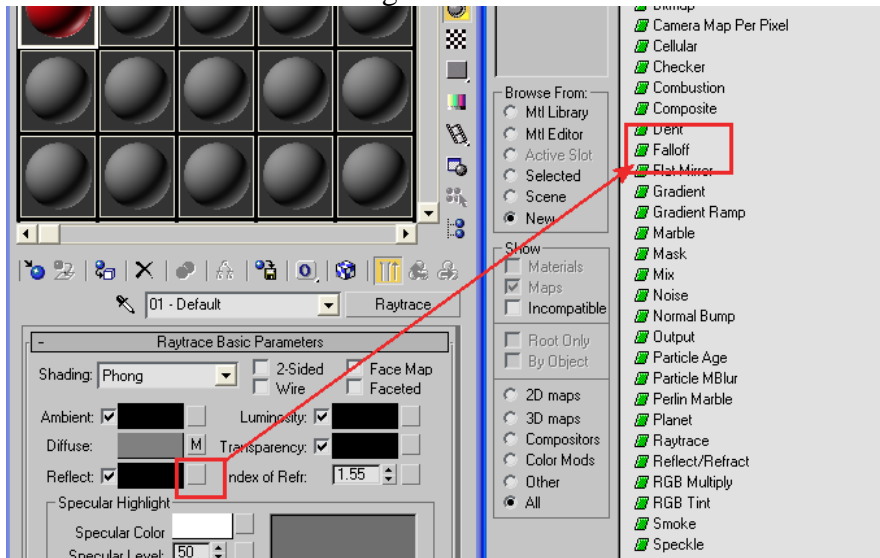 01 - Default
Raytrace
- Raytrace Basic Parameters
Shading: Phong
2-Sided
Face Map
Wire
Faceted
Ambient:
Luminosity:
Diffuse: M
Transparency:
Reflect:
ndex of Refr: 1.55
Specular Highlight
Specular Color
Specular Level: 50
Browse From:
Mtl Library
Mtl Editor
Active Slot
Selected
Scene
New
Show
Materials
Maps
Incompatible
Root Only
By Object
2D maps
3D maps
Compositors
Color Mods
Other
All
Bitmap
Camera Map Per Pixel
Cellular
Checker
Combustion
Composite
Dent
Falloff
Flat Mirror
Gradient
Gradient Ramp
Marble
Mask
Mix
Noise
Normal Bump
Output
Particle Age
Particle MBlur
Perlin Marble
Planet
Raytrace
Reflect/Refract
RGB Multiply
RGB Tint
Smoke
Speckle